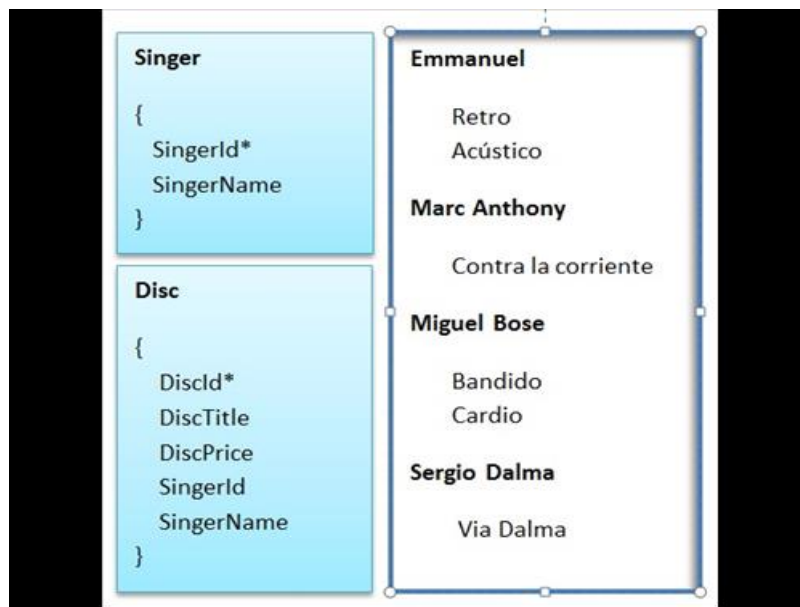 Singer
{
SingerId*
SingerName
}
Disc
{
DiscId*
DiscTitle
DiscPrice
SingerId
SingerName
}
Emmanuel
Retro
Acústico
Marc Anthony
Contra la corriente
Miguel Bose
Bandido
Cardio
Sergio Dalma
Via Dalma